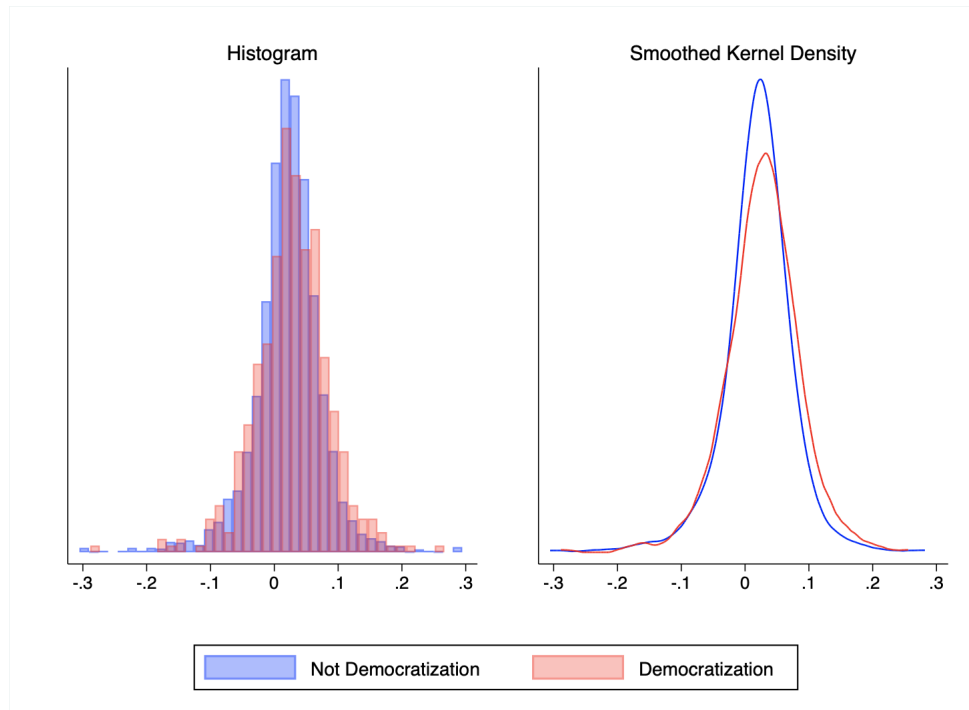 Histogram
Smoothed Kernel Density
-.3 -.2 -.1 0 .1 .2 .3
-.3 -.2 -.1 0 .1 .2 .3
Not Democratization
Democratization